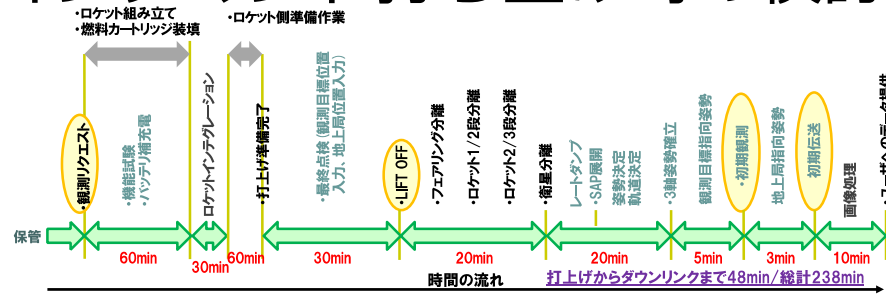 ・ロケット組み立て
・燃料カートリッジ装填
・ロケット側準備作業
・観測リクエスト
・機能試験
・バッテリ補充電
ロケットインテグレーション
・打上げ準備完了
・最終点検(観測目標位置
入力、地上局位置入力)
・LIFT OFF
・フェアリング分離
・ロケット1/2段分離
・ロケット2/3段分離
・衛星分離
レートダンプ
・SAP展開
姿勢決定
軌道決定
・3軸姿勢確立
観測目標指向姿勢
・初期観測
地上局指向姿勢
初期伝送
画像処理
保管
60min
30min
60min
30min
20min
20min
5min
3min
10min
時間の流れ
打上げからダウンリンクまで48min/総計238min